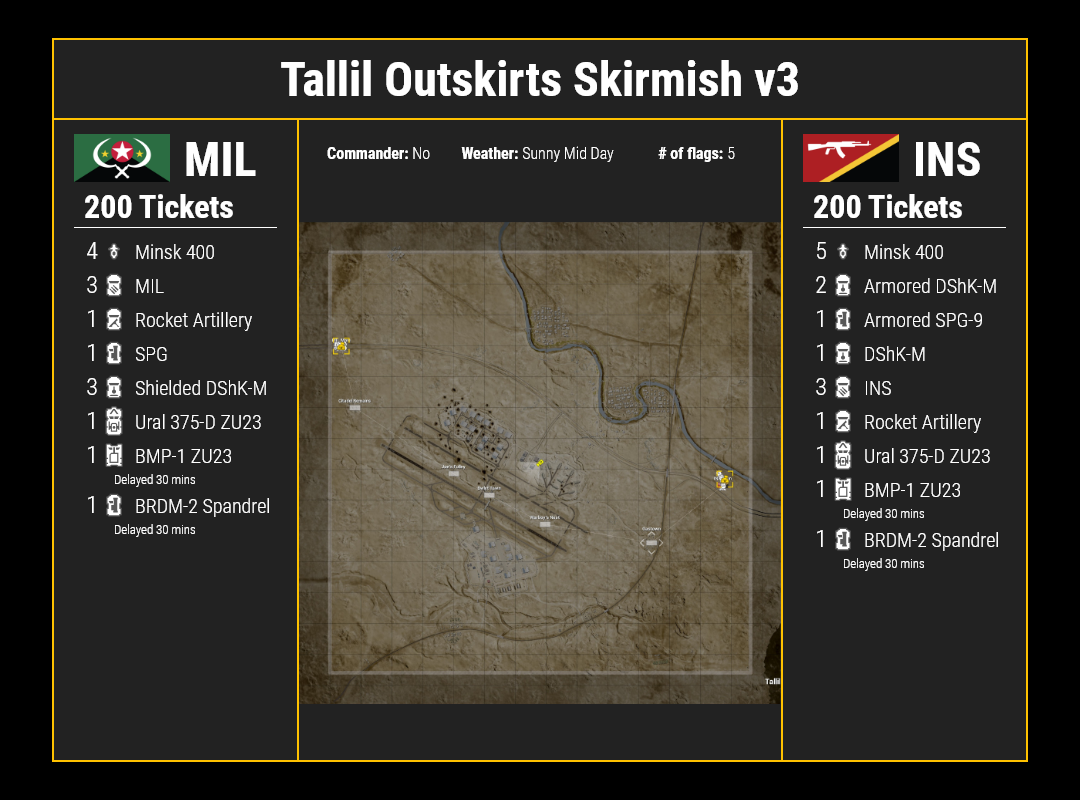 Tallil Outskirts Skirmish v3
MIL
200 Tickets
4 Minsk 400
3 MIL
1 Rocket Artillery
1 SPG
3 Shielded DShK-M
1 Ural 375-D ZU23
1 BMP-1 ZU23
Delayed 30 mins
1 BRDM-2 Spandrel
Delayed 30 mins
Commander: No Weather: Sunny Mid Day # of flags: 5
Tallil
INS
200 Tickets
5 Minsk 400
2 Armored DShK-M
1 Armored SPG-9
1 DShK-M
3 INS
1 Rocket Artillery
1 Ural 375-D ZU23
1 BMP-1 ZU23
Delayed 30 mins
1 BRDM-2 Spandrel
Delayed 30 mins